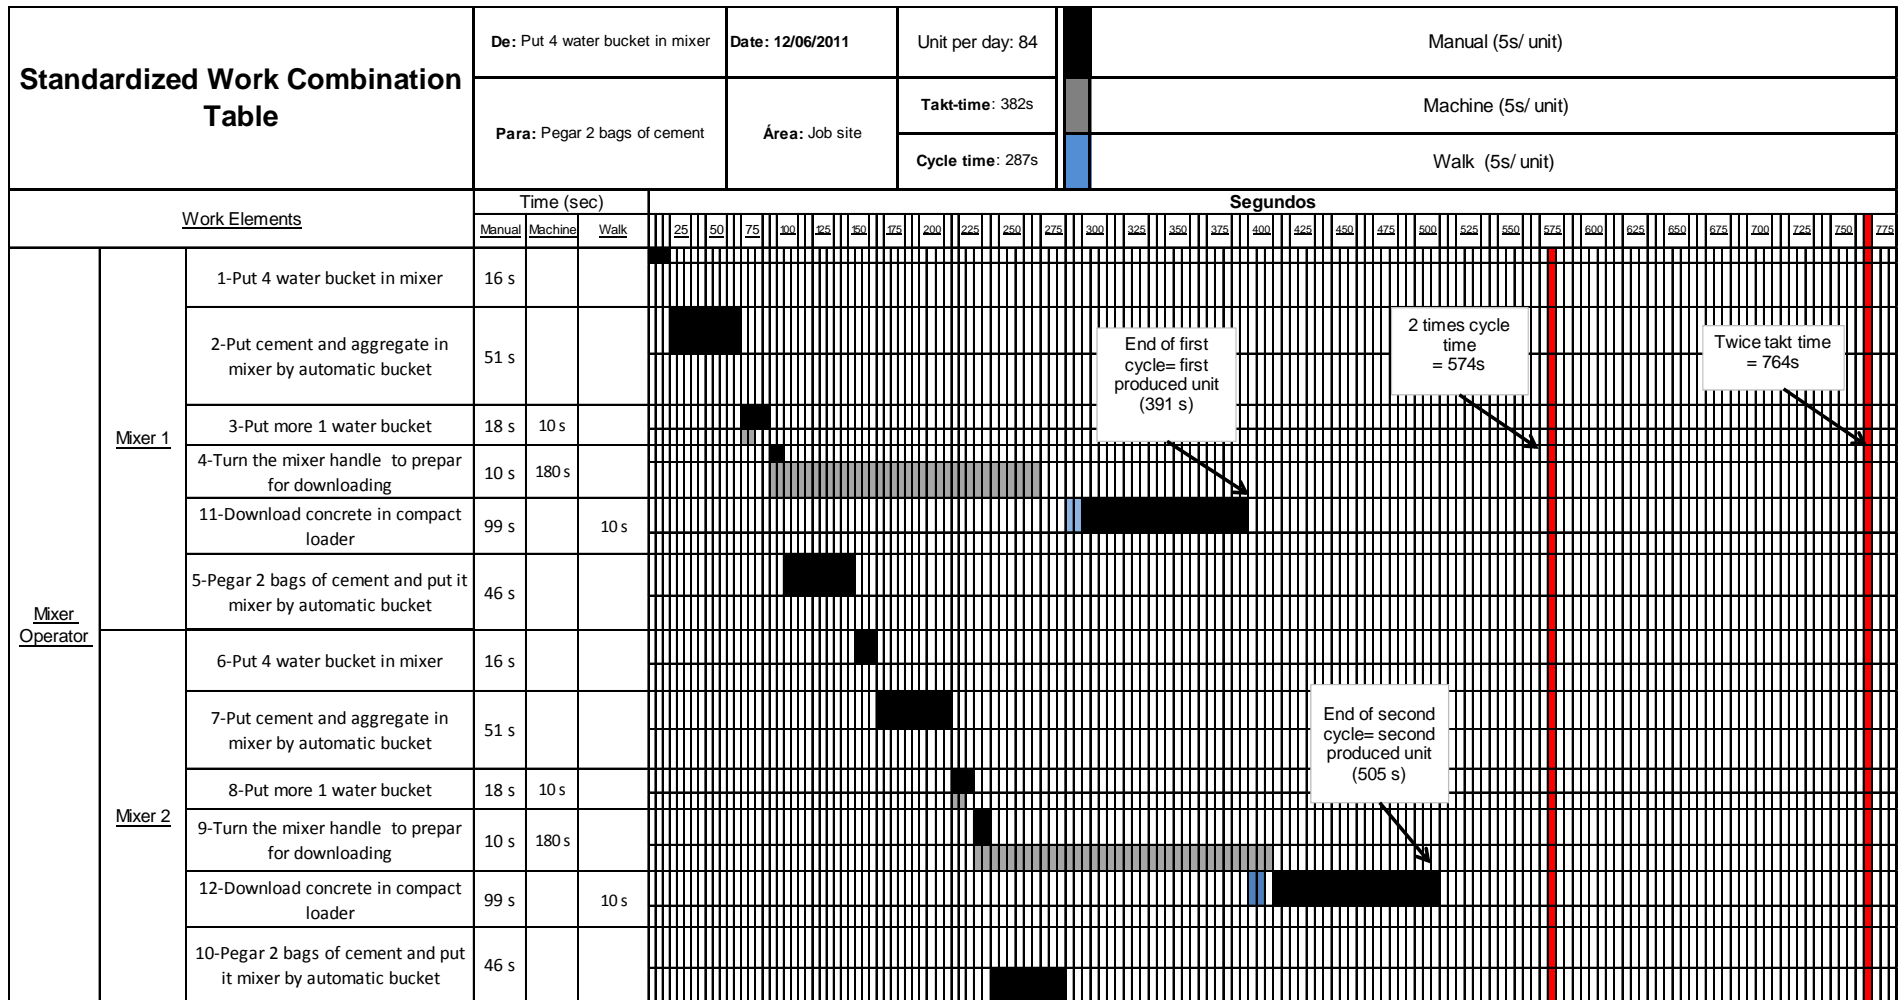 Standardized Work Combination
Table
De: Put 4 water bucket in mixer
Date: 12/06/2011
Unit per day: 84
Manual (5s/ unit)
Para: Pegar 2 bags of cement
Área: Job site
Takt-time: 382s
Machine (5s/ unit)
Cycle time: 287s
Walk (5s/ unit)
Work Elements
Time (sec)
Segundos
Manual Machine Walk
25 50 75 100 125 150 175 200 225 250 275 300 325 350 375 400 425 450 475 500 525 550 575 600 625 650 675 700 725 750 775
Mixer
Operator
Mixer 1
1-Put 4 water bucket in mixer
16 s
2-Put cement and aggregate in
mixer by automatic bucket
51 s
3-Put more 1 water bucket
18 s 10 s
4-Turn the mixer handle to prepar
for downloading
10 s 180 s
11-Download concrete in compact
loader
99 s 10 s
5-Pegar 2 bags of cement and put it
mixer by automatic bucket
46 s
Mixer 2
6-Put 4 water bucket in mixer
16 s
7-Put cement and aggregate in
mixer by automatic bucket
51 s
8-Put more 1 water bucket
18 s 10 s
9-Turn the mixer handle to prepar
for downloading
10 s 180 s
12-Download concrete in compact
loader
99 s 10 s
10-Pegar 2 bags of cement and put
it mixer by automatic bucket
46 s
End of first
cycle= first
produced unit
(391 s)
2 times cycle
time
= 574s
Twice takt time
= 764s
End of second
cycle= second
produced unit
(505 s)